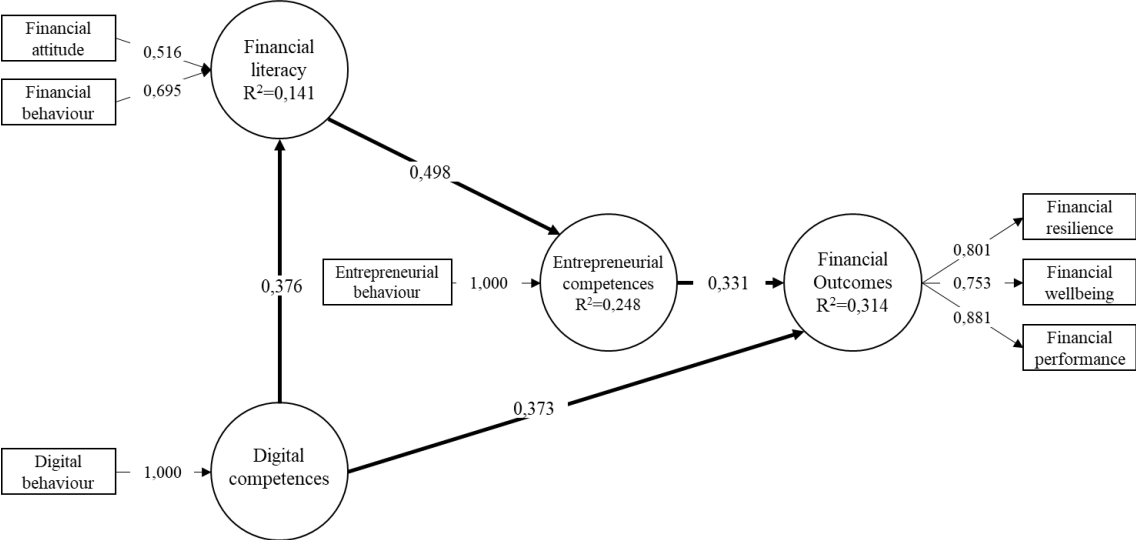 Financial
attitude
0,516
Financial
behaviour
0,695
Financial
literacy
R²=0,141
0,498
0,376
Entrepreneurial
behaviour
1,000
Entrepreneurial
competences
R²=0,248
0,331
Financial
Outcomes
R²=0,314
0,801
0,753
0,881
Financial
resilience
Financial
wellbeing
Financial
performance
0,373
Digital
behaviour
1,000
Digital
competences